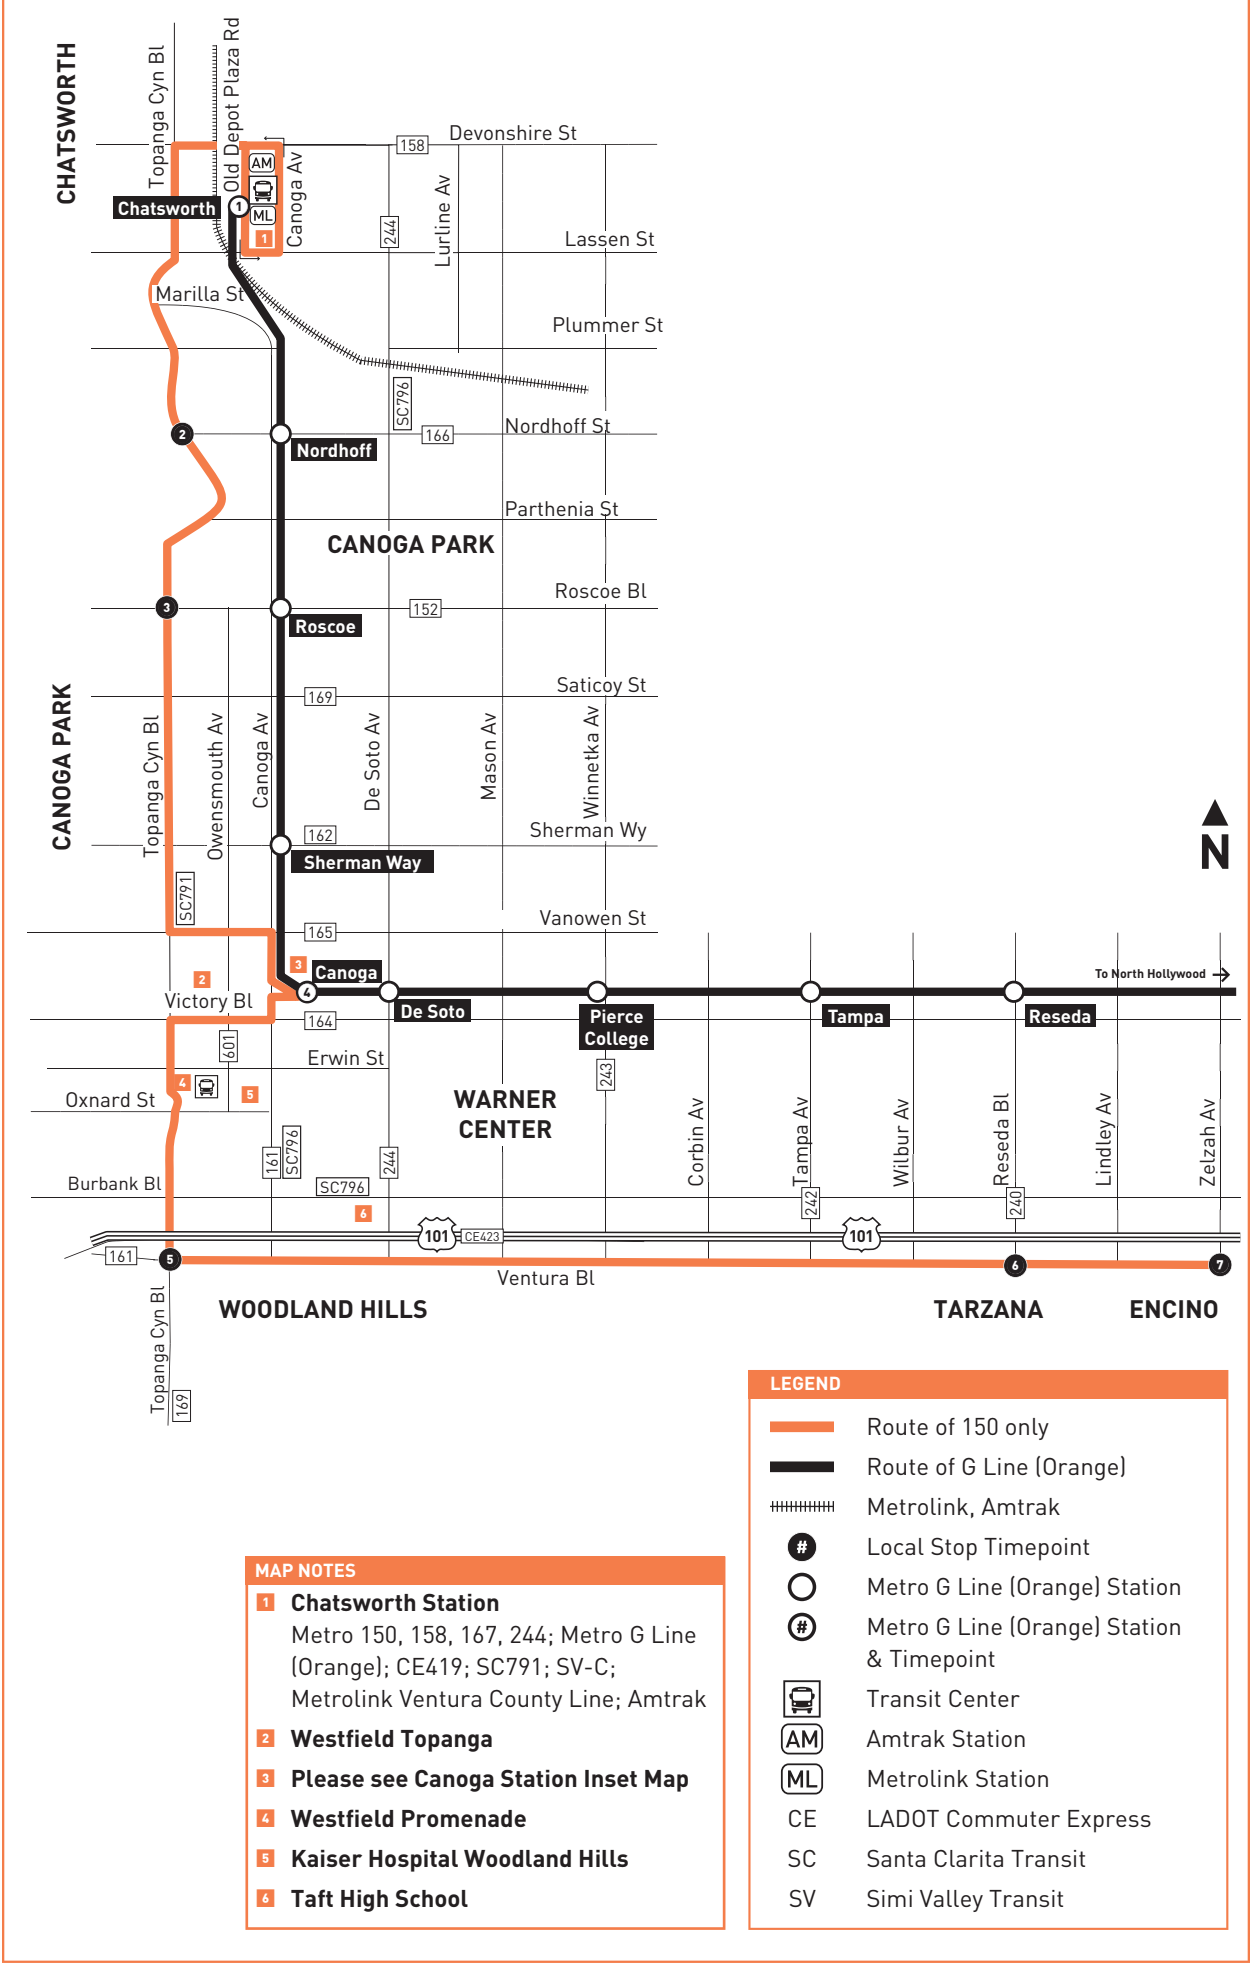 CHATSWORTH
Topanga Cyn Bl
Old Depot Plaza Rd
Devonshire St
158
AM
Canoga Av
Chatsworth
1
ML
1
244
Lurline Av
Lassen St
Marilla St
Plummer St
SC796
2
Nordhoff St
166
Nordhoff
Parthenia St
CANOGA PARK
Roscoe Bl
3
152
Roscoe
Saticoy St
169
CANOGA PARK
Topanga Cyn Bl
Owensmouth Av
Canoga Av
De Soto Av
Mason Av
Winnetka Av
162
Sherman Wy
Sherman Way
N
SC791
Vanowen St
165
2
3
Canoga
To North Hollywood
Victory Bl
4
De Soto
Pierce
College
Tampa
Reseda
164
601
Erwin St
243
4
5
Oxnard St
WARNER
CENTER
Corbin Av
Tampa Av
Wilbur Av
Reseda Bl
Lindley Av
Zelzah Av
161
SC796
244
Burbank Bl
SC796
6
242
240
101
CE423
101
161
5
6
7
Ventura Bl
Topanga Cyn Bl
WOODLAND HILLS
TARZANA
ENCINO
169
LEGEND
Route of 150 only
Route of G Line (Orange)
Metrolink, Amtrak
# Local Stop Timepoint
Metro G Line (Orange) Station
# Metro G Line (Orange) Station
& Timepoint
Transit Center
AM Amtrak Station
ML Metrolink Station
CE LADOT Commuter Express
SC Santa Clarita Transit
SV Simi Valley Transit
MAP NOTES
1 Chatsworth Station
Metro 150, 158, 167, 244; Metro G Line
(Orange); CE419; SC791; SV-C;
Metrolink Ventura County Line; Amtrak
2 Westfield Topanga
3 Please see Canoga Station Inset Map
4 Westfield Promenade
5 Kaiser Hospital Woodland Hills
6 Taft High School